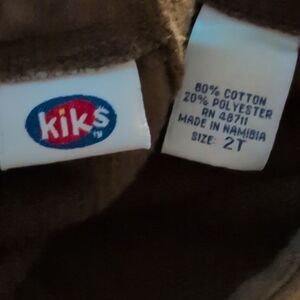 kiks
TM
80% COTTON
20% POLYESTER
RN 48711
MADE IN NAMIBIA
SIZE: 2T